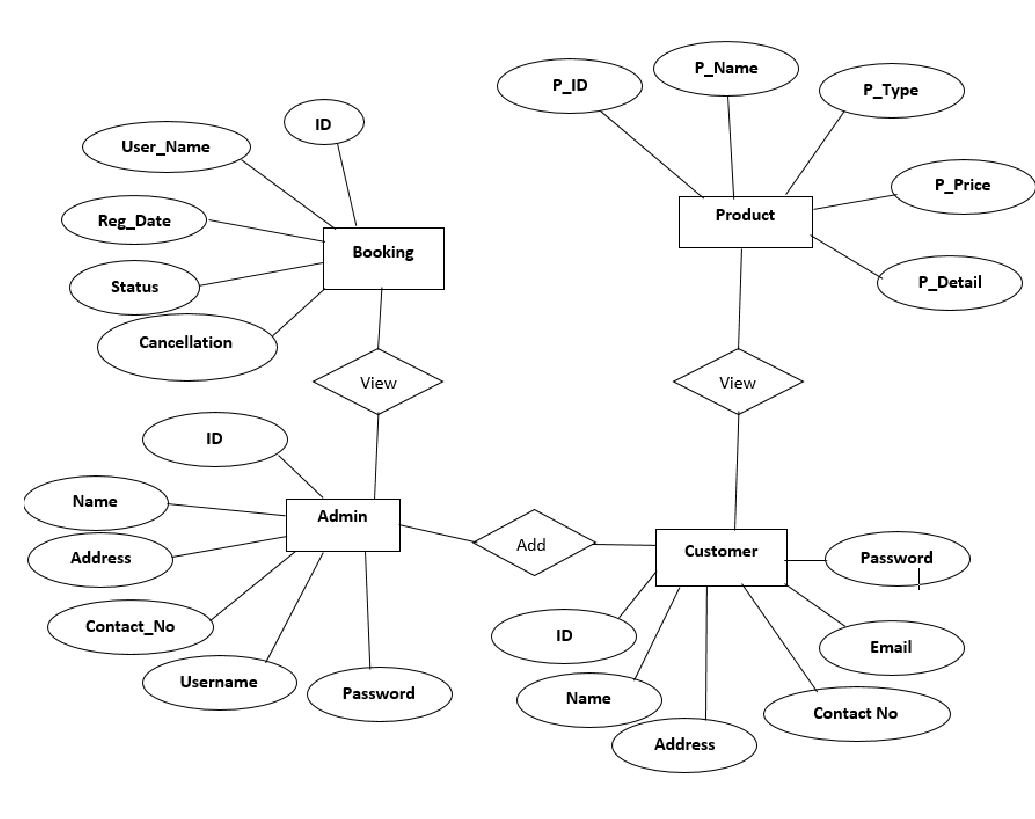 P_Name
P_ID
P_Type
ID
User_Name
P_Price
Reg_Date
Product
Booking
P_Detail
Status
Cancellation
View
View
ID
Name
Admin
Add
Customer
Address
Password
Contact_No
ID
Email
Username
Password
Name
Contact No
Address